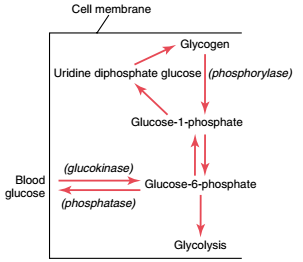 Cell membrane
Glycogen
Uridine diphosphate glucose
(phosphorylase)
Glucose-1-phosphate
(glucokinase)
Blood
glucose
Glucose-6-phosphate
(phosphatase)
Glycolysis